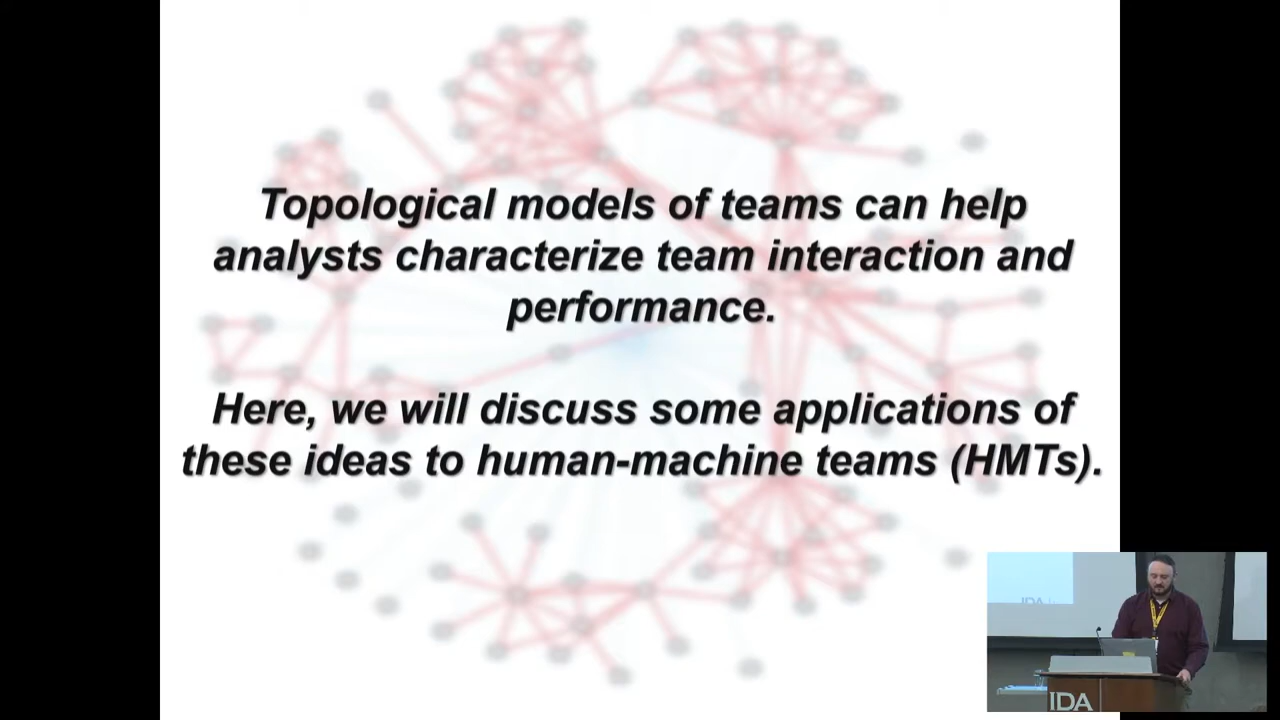 Topological models of teams can help
analysts characterize team interaction and
performance.
Here, we will discuss some applications of
these ideas to human-machine teams (HMTs).
IDA
IDA